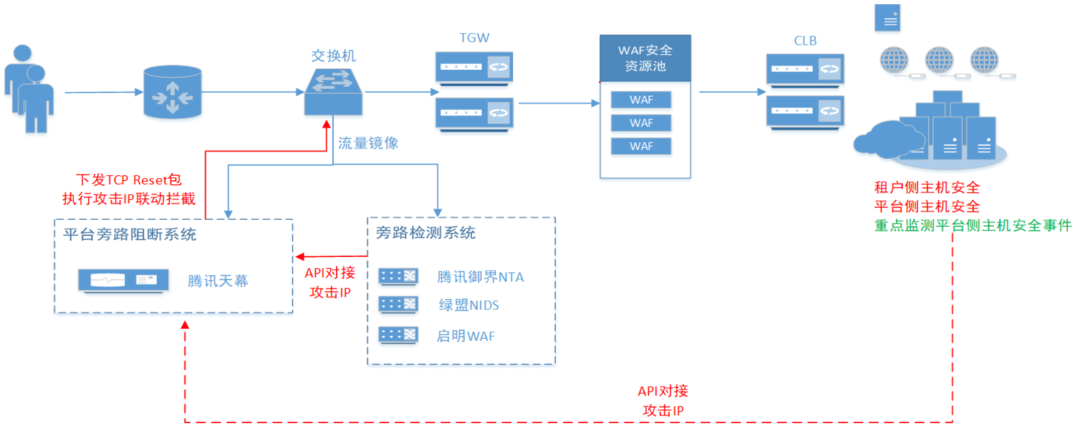 交换机
TGW
WAF安全
资源池
WAF
WAF
WAF
CLB
流量镜像
下发TCP Reset包
执行攻击IP联动拦截
平台旁路阻断系统
腾讯天幕
API对接
攻击IP
旁路检测系统
腾讯御界NTA
绿盟NIDS
启明WAF
租户侧主机安全
平台侧主机安全
重点监测平台侧主机安全事件
API对接
攻击IP